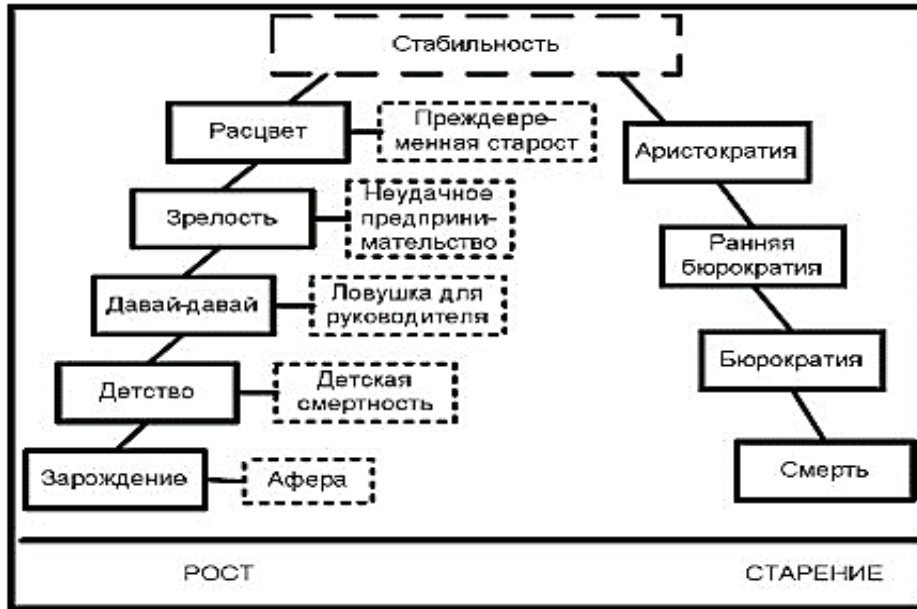 Стабильность
Расцвет
Преждевре-
менная старост
Аристократия
Зрелость
Неудачное
предприни-
мательство
Ранняя
бюрократия
Давай-давай
Ловушка для
руководителя
Бюрократия
Детство
Детская
смертность
Зарождение
Афера
Смерть
РОСТ
СТАРЕНИЕ